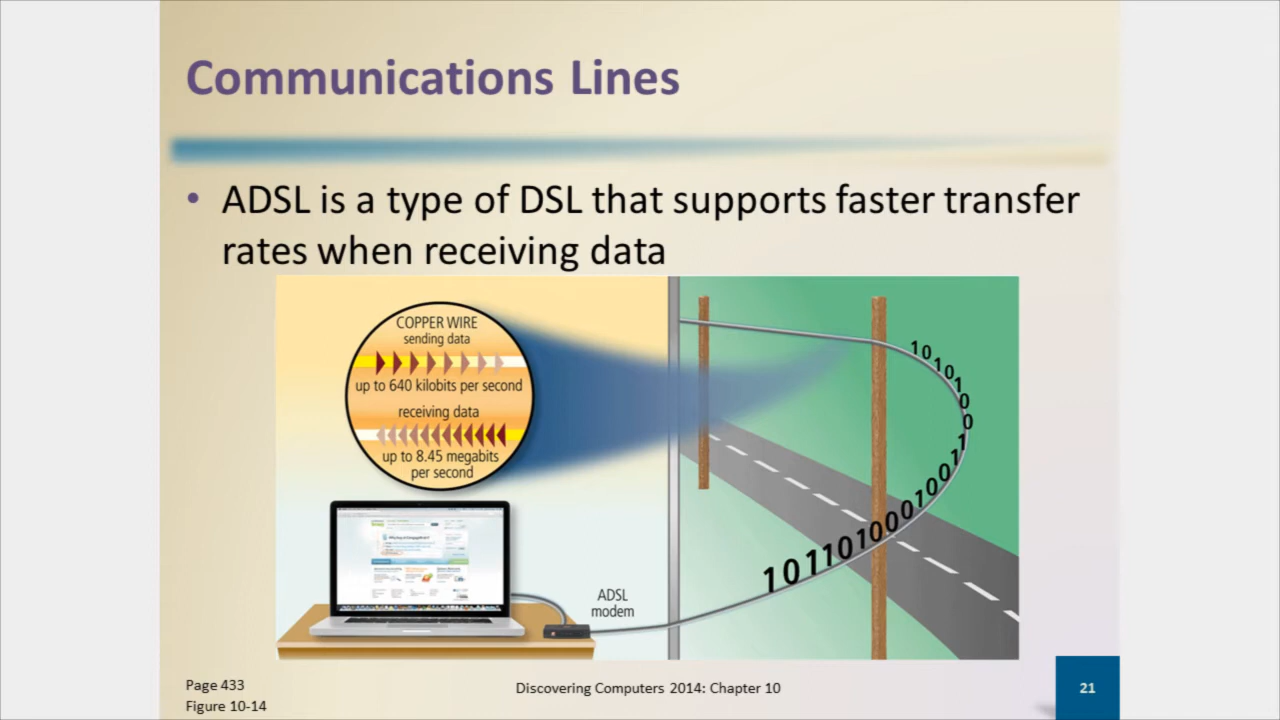 Communications Lines
• ADSL is a type of DSL that supports faster transfer
rates when receiving data
COPPER WIRE
sending data
up to 640 kilobits per second
receiving data
up to 8.45 megabits
per second
ADSL
modem
10110100010011001101
Page 433
Figure 10-14
Discovering Computers 2014: Chapter 10
21